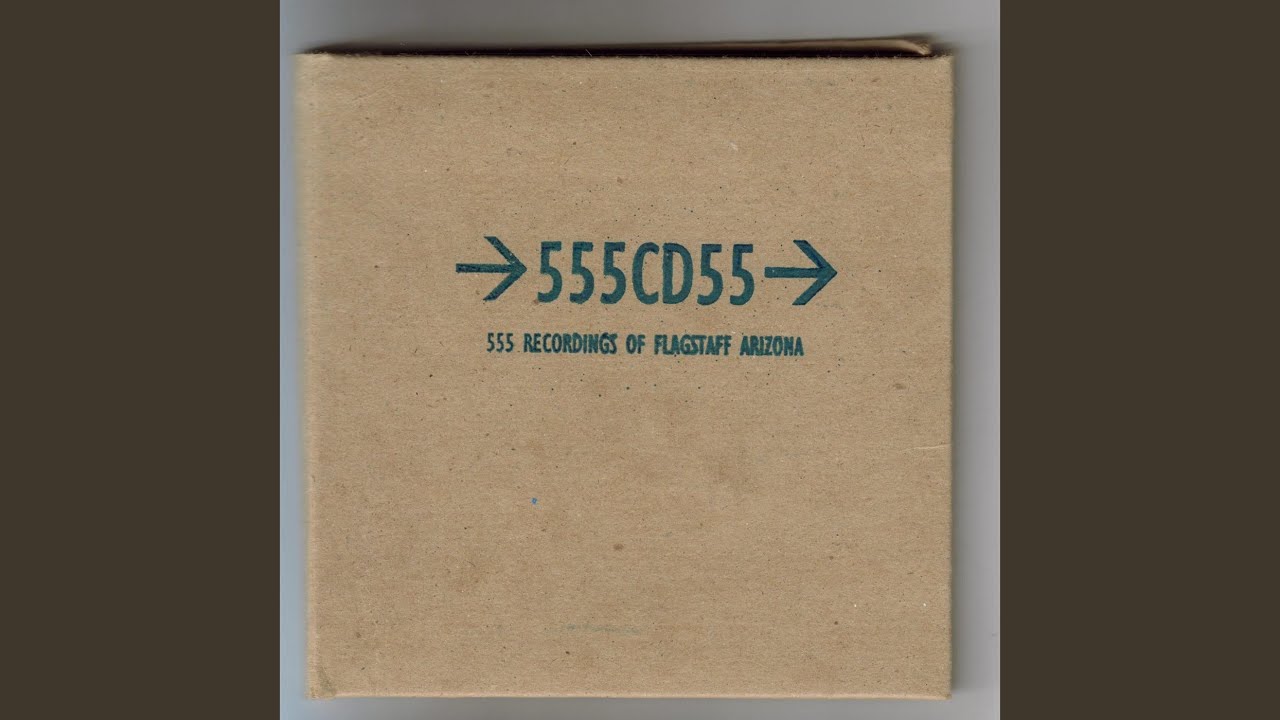 →555CD55→
555 RECORDINGS OF FLAGSTAFF ARIZONA